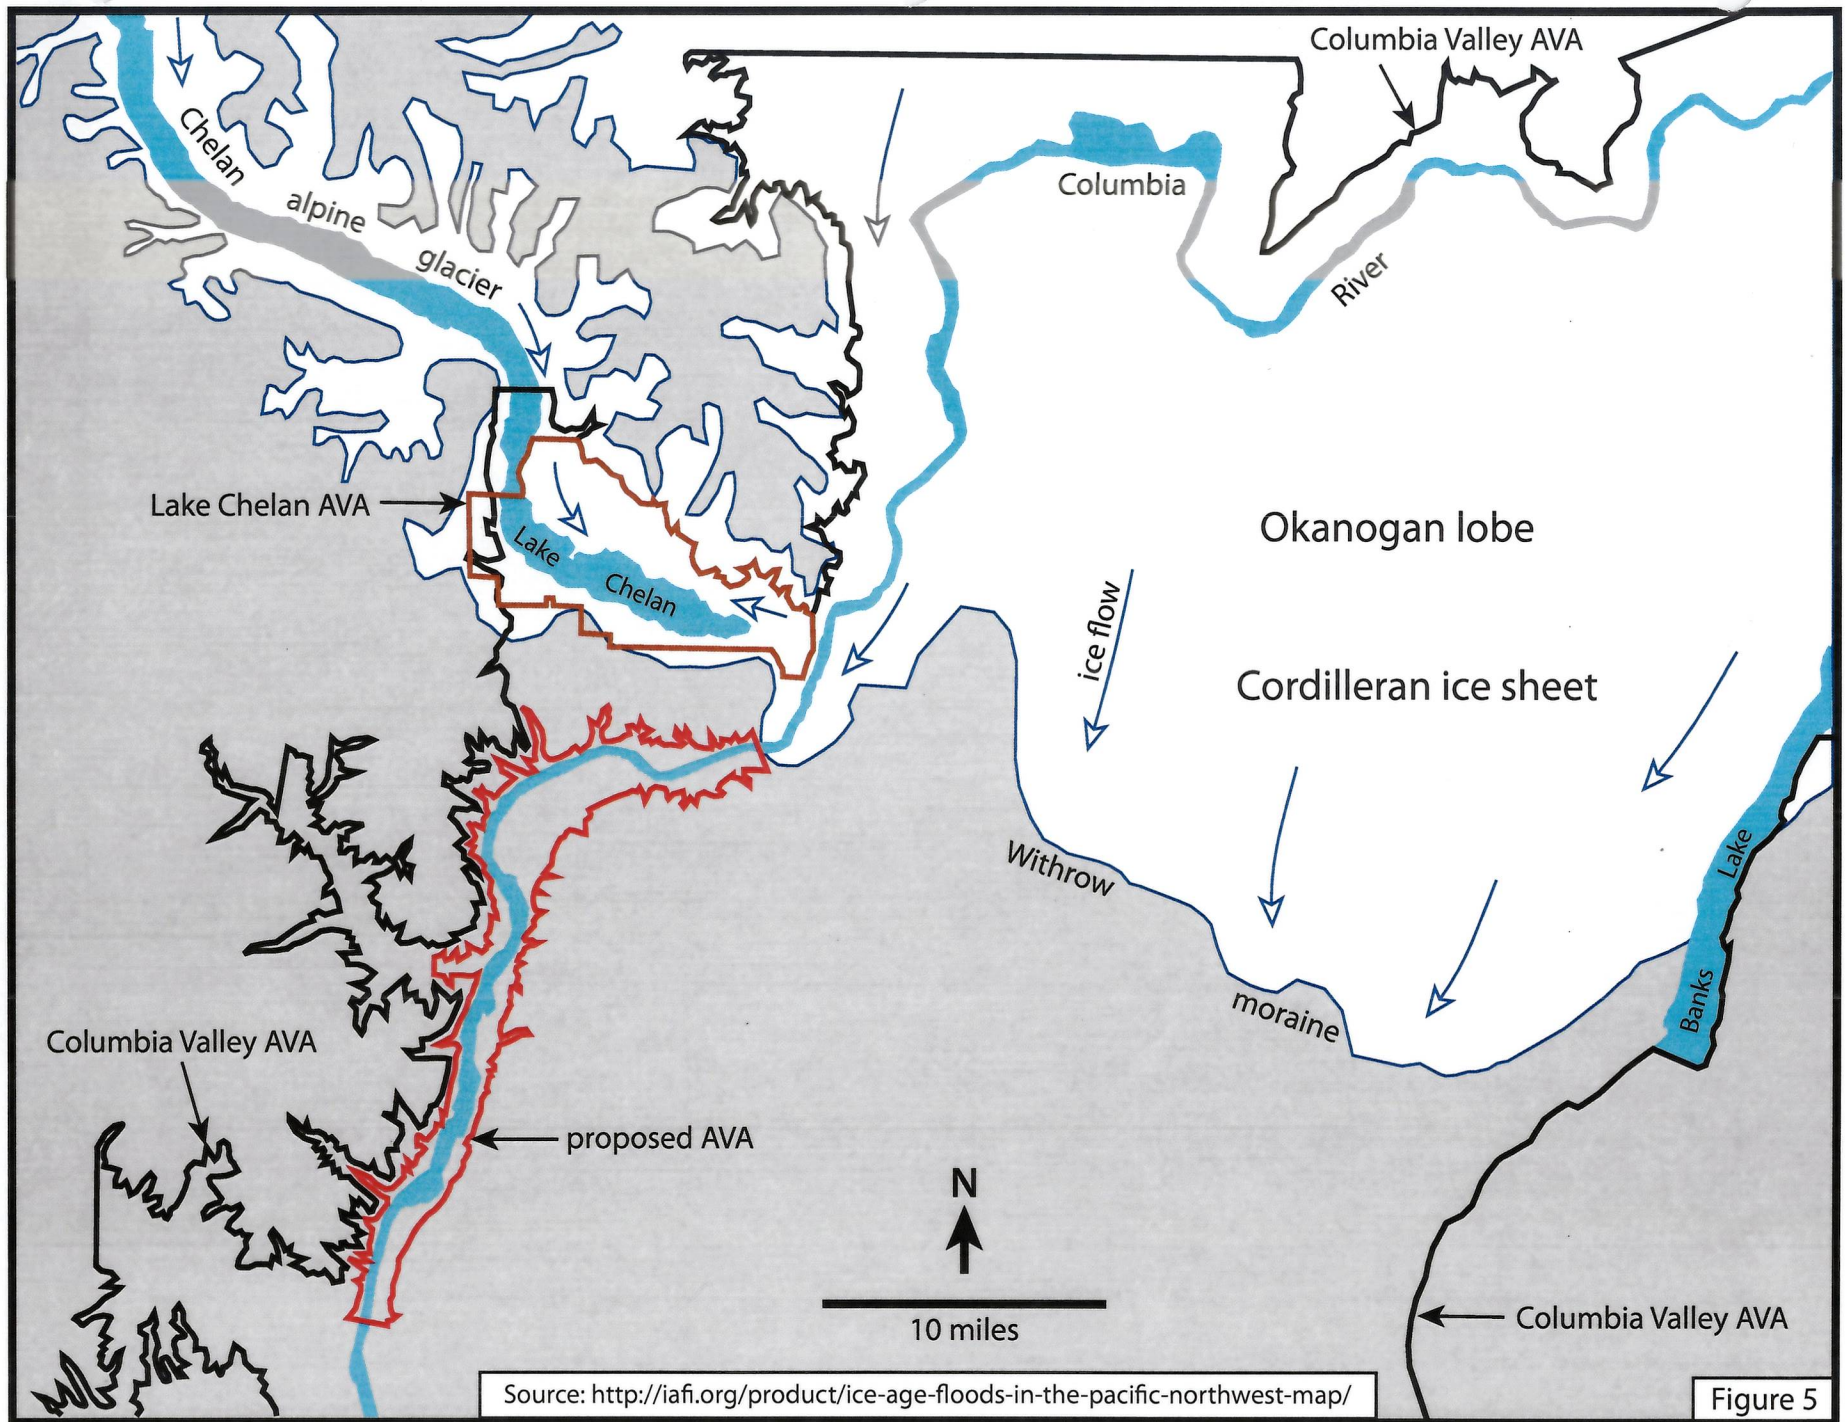 Columbia Valley AVA
Chelan
alpine
glacier
Columbia
River
Lake Chelan AVA
Lake
Chelan
Okanogan lobe
ice flow
Cordilleran ice sheet
Withrow
moraine
Lake
Banks
Columbia Valley AVA
proposed AVA
N
10 miles
Columbia Valley AVA
Source: http://iafi.org/product/ice-age-floods-in-the-pacific-northwest-map/
Figure 5